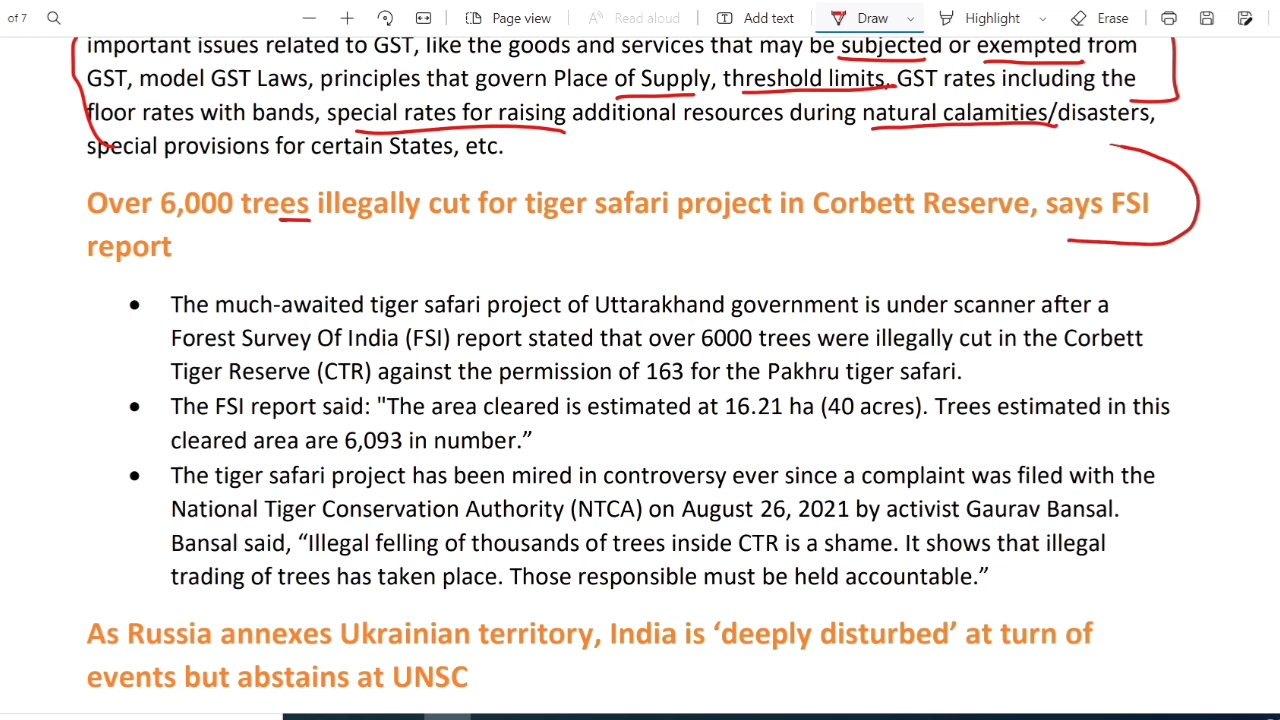 of 7
Page view
Read aloud
Add text
Draw
Highlight
Erase
important issues related to GST, like the goods and services that may be subjected or exempted from
GST, model GST Laws, principles that govern Place of Supply, threshold limits, GST rates including the
floor rates with bands, special rates for raising additional resources during natural calamities/disasters,
special provisions for certain States, etc.
Over 6,000 trees illegally cut for tiger safari project in Corbett Reserve, says FSI
report
• The much-awaited tiger safari project of Uttarakhand government is under scanner after a
Forest Survey Of India (FSI) report stated that over 6000 trees were illegally cut in the Corbett
Tiger Reserve (CTR) against the permission of 163 for the Pakhru tiger safari.
• The FSI report said: "The area cleared is estimated at 16.21 ha (40 acres). Trees estimated in this
cleared area are 6,093 in number.”
• The tiger safari project has been mired in controversy ever since a complaint was filed with the
National Tiger Conservation Authority (NTCA) on August 26, 2021 by activist Gaurav Bansal.
Bansal said, “Illegal felling of thousands of trees inside CTR is a shame. It shows that illegal
trading of trees has taken place. Those responsible must be held accountable.”
As Russia annexes Ukrainian territory, India is ‘deeply disturbed’ at turn of
events but abstains at UNSC